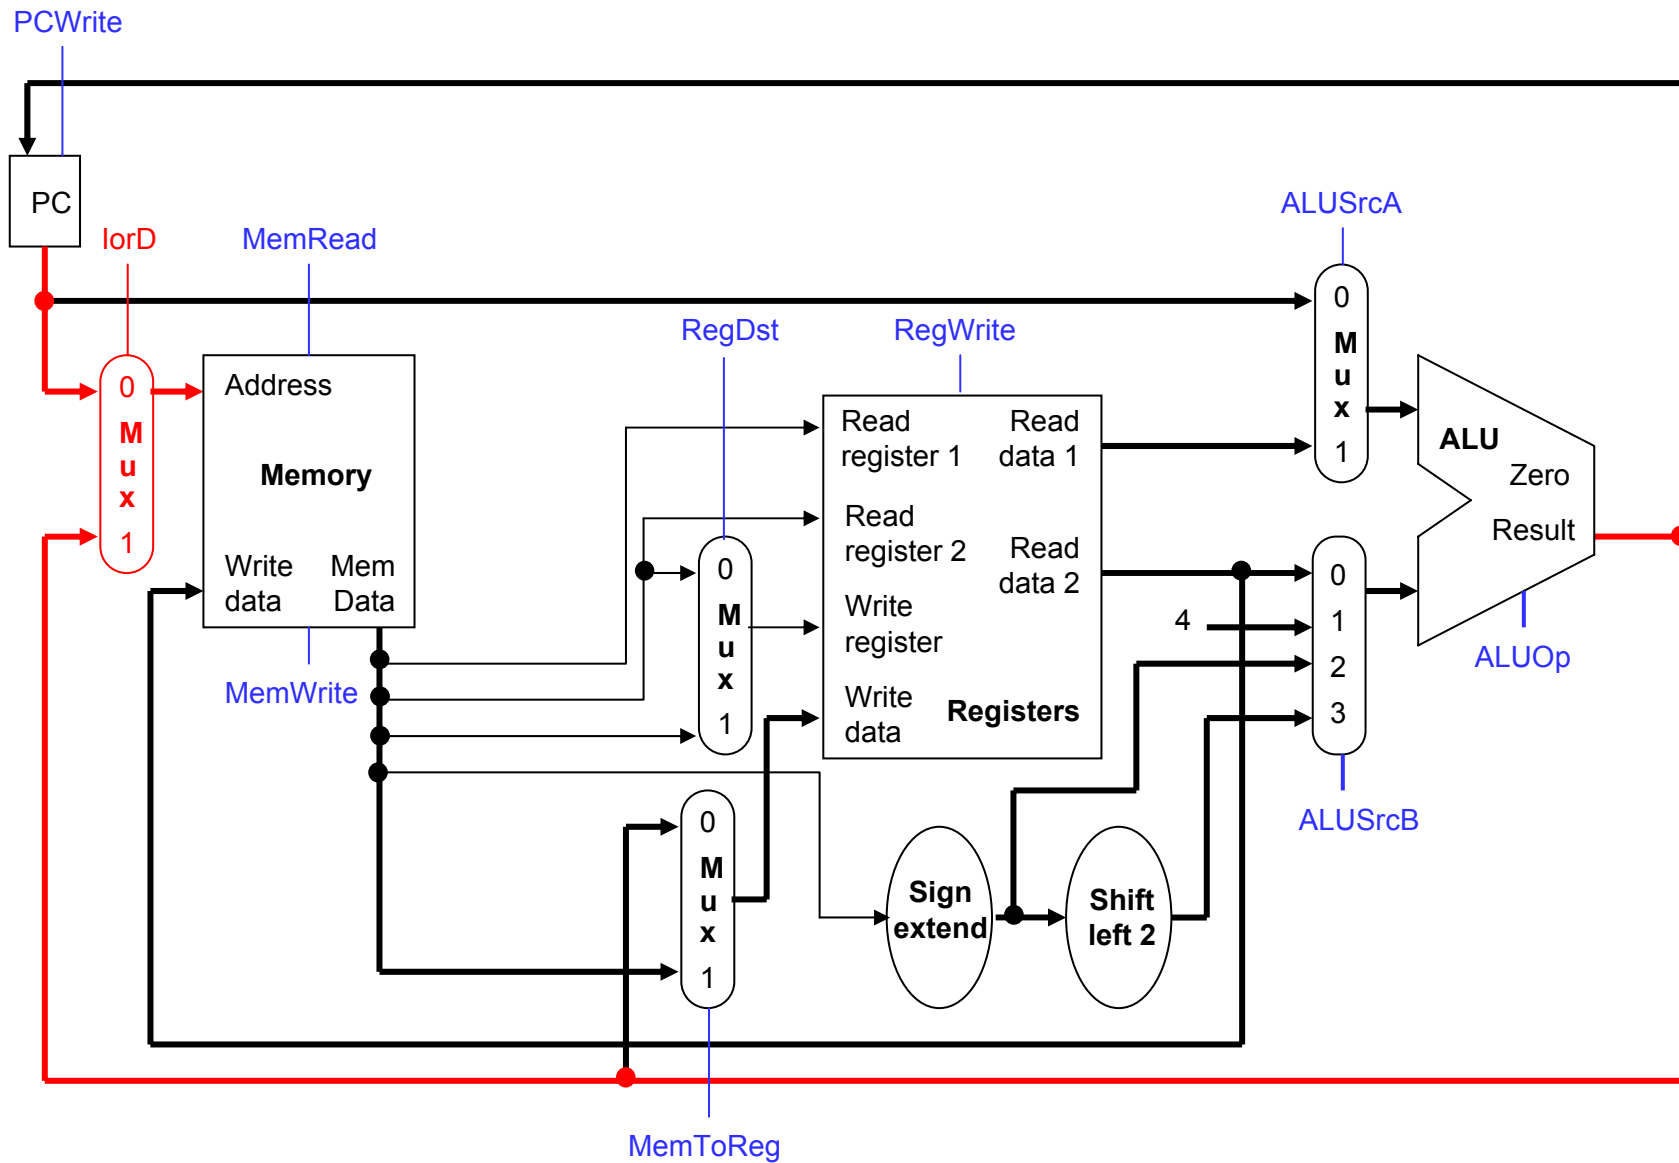 PCWrite
PC
IorD
MemRead
ALUSrcA
RegDst
RegWrite
0
M
u
x
1
Address
Memory
Write
data
Mem
Data
MemWrite
0
M
u
x
1
Read
register 1
Read
data 1
Read
register 2
Read
data 2
Write
register
Write
data
Registers
0
M
u
x
1
ALU
Zero
Result
ALUOp
4
0
1
2
3
ALUSrcB
0
M
u
x
1
MemToReg
Sign
extend
Shift
left 2